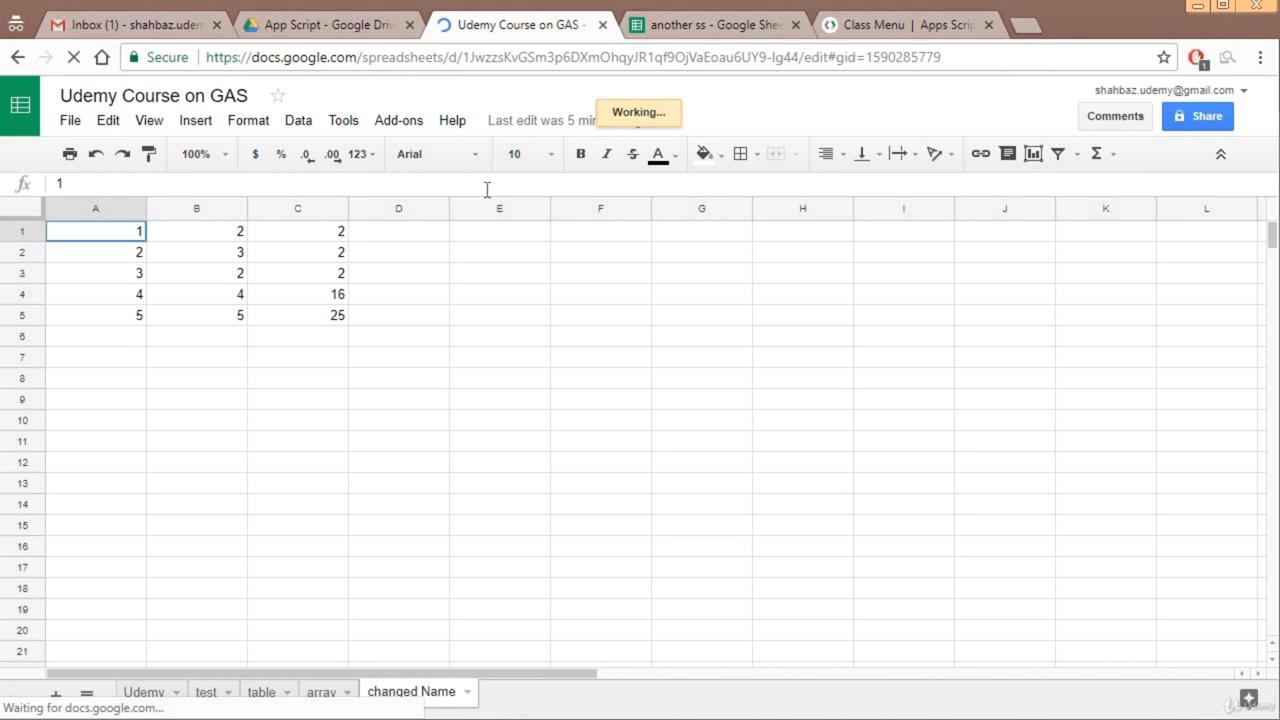 Inbox (1) - shahbaz.udem
App Script - Google Driv
Udemy Course on GAS -
another ss - Google Shee
Class Menu | Apps Scrip
Secure https://docs.google.com/spreadsheets/d/1JwzzsKvGSm3p6DXmOhqyJR1qf9OjVaEoau6UY9-Ig44/edit#gid=1590285779
1
Udemy Course on GAS
shahbaz.udemy@gmail.com
File Edit View Insert Format Data Tools Add-ons Help Last edit was 5 min
Working...
Comments Share
100% $ % .0 .00 123 Arial 10 B I S A Σ
fx 1
A B C D E F G H I J K L
1 1 2 2
2 2 3 2
3 3 2 2
4 4 4 16
5 5 5 25
6
7
8
9
10
11
12
13
14
15
16
17
18
19
20
21
Udemy test table array changed Name
Waiting for docs.google.com...
Udemy